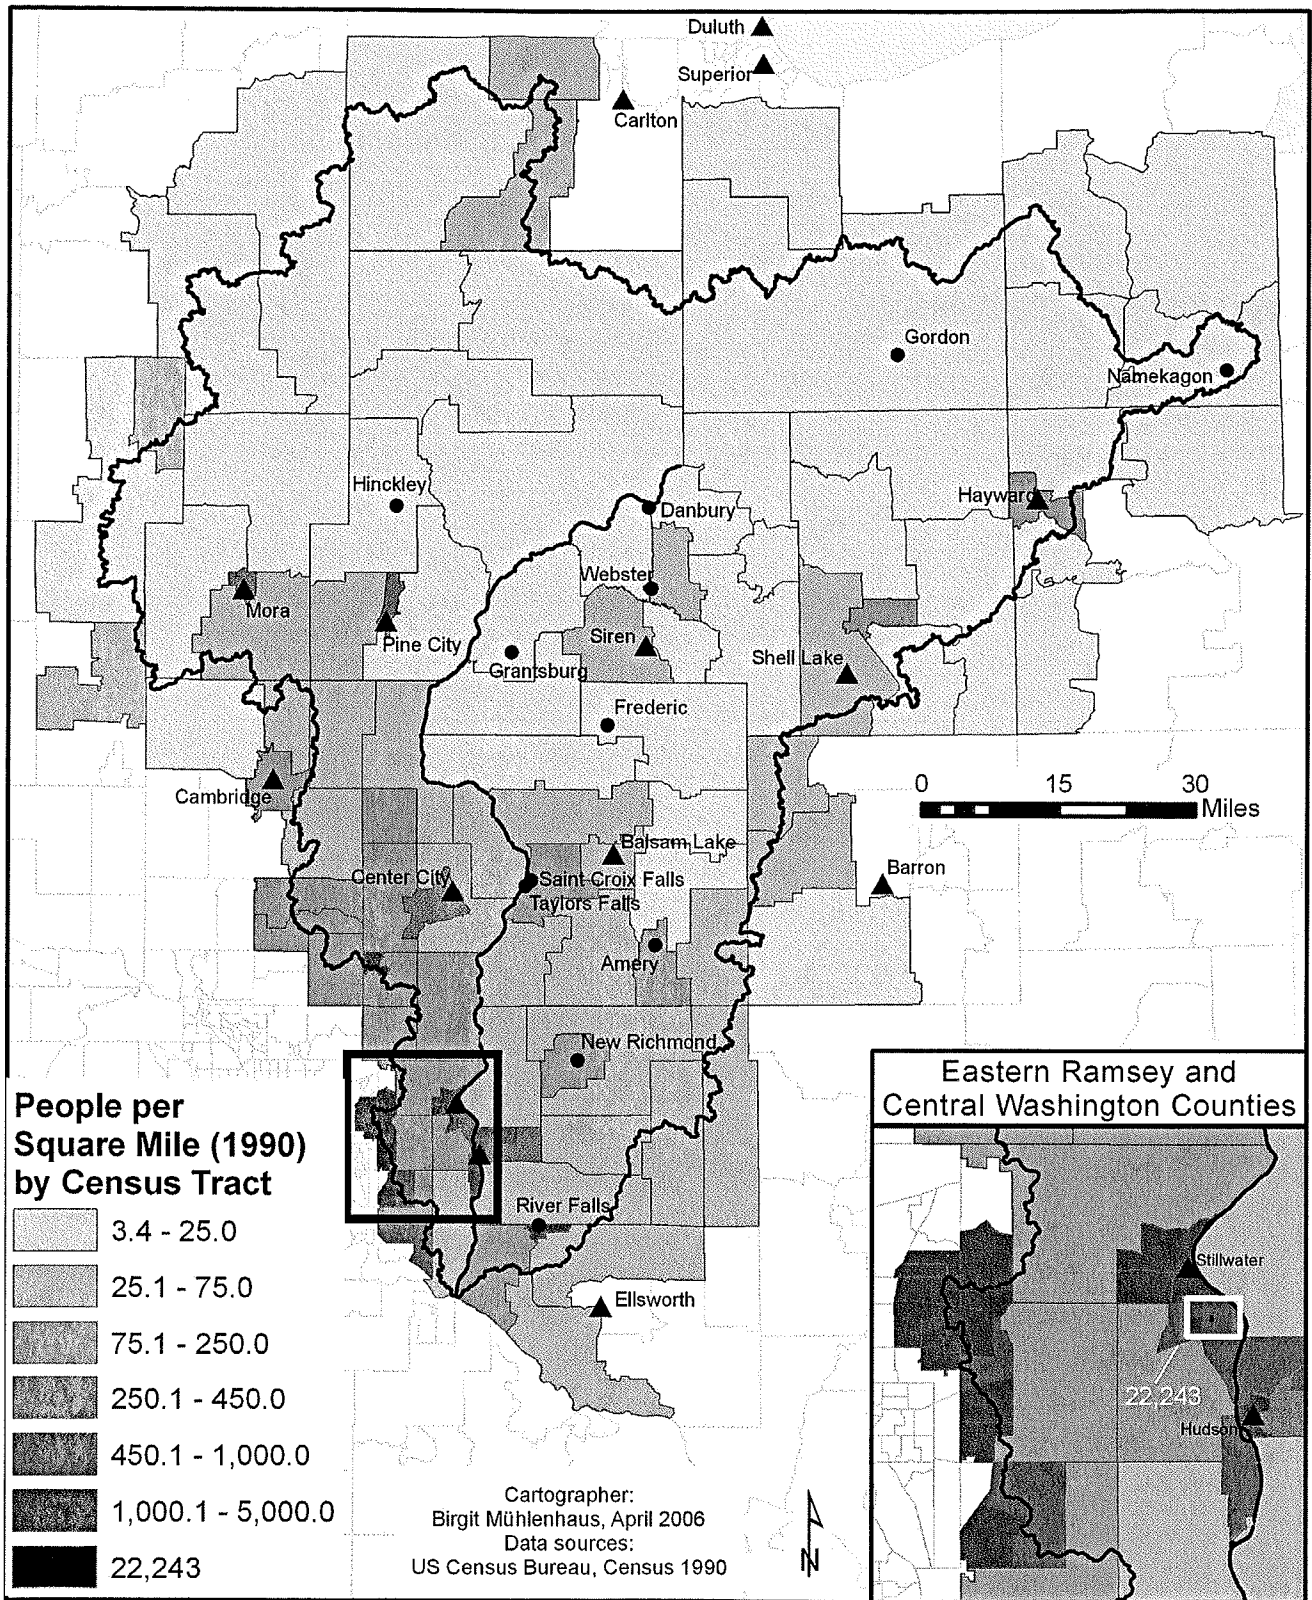 Duluth
Superior
Carlton
Gordon
Namekagon
Hinckley
Danbury
Hayward
Webster
Mora
Pine City
Siren
Grantsburg
Shell Lake
Frederic
Cambridge
0 15 30
Miles
Balsam Lake
Barron
Center City
Saint Croix Falls
Taylors Falls
Amery
New Richmond
River Falls
Ellsworth
People per
Square Mile (1990)
by Census Tract
3.4 - 25.0
25.1 - 75.0
75.1 - 250.0
250.1 - 450.0
450.1 - 1,000.0
1,000.1 - 5,000.0
22,243
Cartographer:
Birgit Mühlenhaus, April 2006
Data sources:
US Census Bureau, Census 1990
N
Eastern Ramsey and
Central Washington Counties
Stillwater
22,243
Hudson